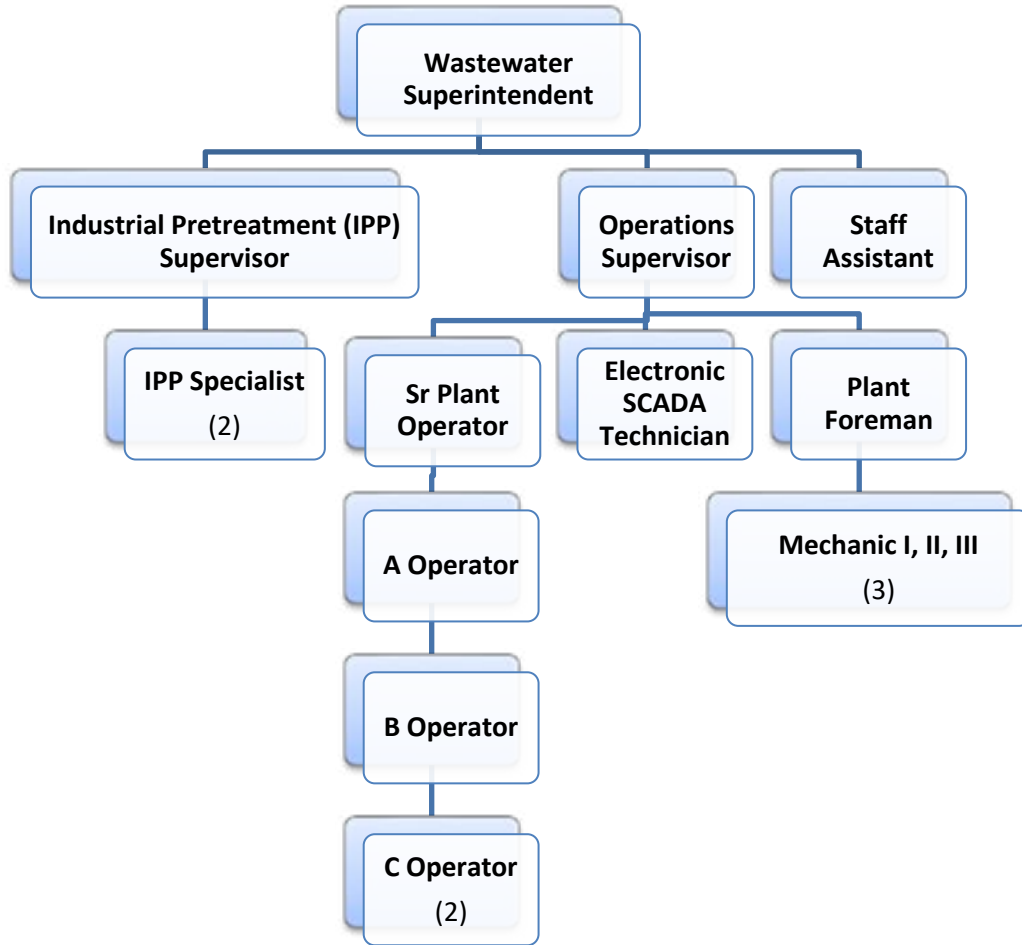 Wastewater
Superintendent
Industrial Pretreatment (IPP)
Supervisor
Operations
Supervisor
Staff
Assistant
IPP Specialist
(2)
Sr Plant
Operator
Electronic
SCADA
Technician
Plant
Foreman
A Operator
Mechanic I, II, III
(3)
B Operator
C Operator
(2)